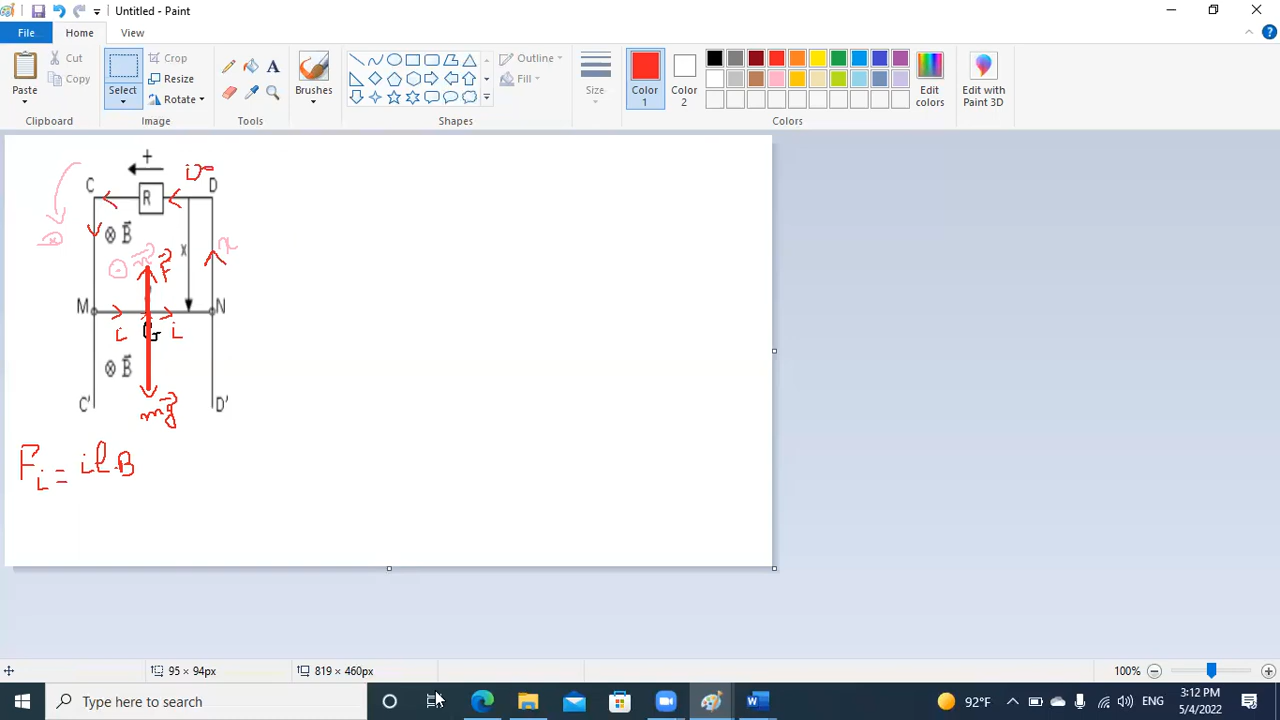 Untitled - Paint
File
Home
View
Paste
Cut
Copy
Clipboard
Select
Crop
Resize
Rotate
Image
Tools
Brushes
Shapes
Outline
Fill
Size
Color 1
Color 2
Edit colors
Edit with Paint 3D
Colors
+
C
R
D
⊗ B
x
x
⊙ n
F
M
N
i
i
G
⊗ B
mg
C'
D'
Fi = ilB
95 × 94px
819 × 460px
100%
Type here to search
92°F
ENG
3:12 PM
5/4/2022